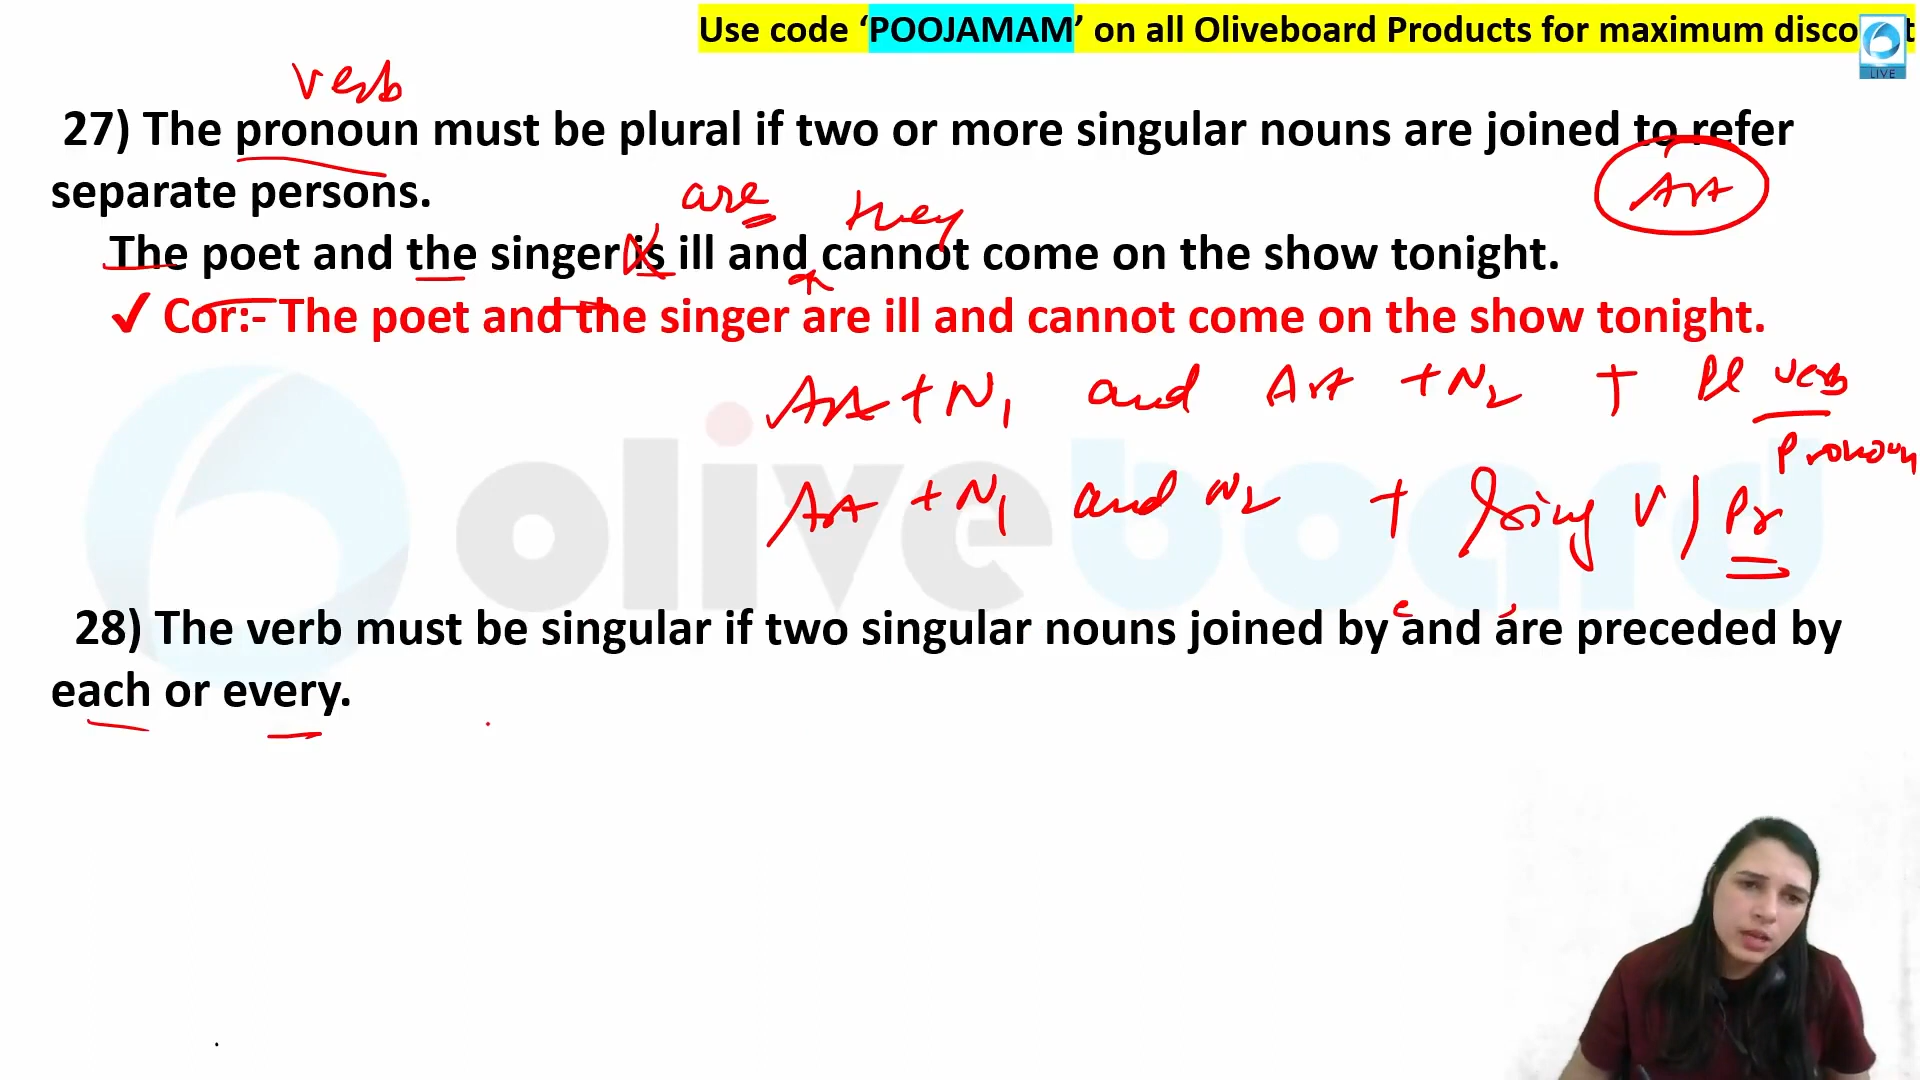 Use code ‘POOJAMAM’ on all Oliveboard Products for maximum disco t
LIVE
verb
27) The pronoun must be plural if two or more singular nouns are joined to refer
separate persons.
Art
are they
The poet and the singer is ill and cannot come on the show tonight.
✓ Cor:- The poet and the singer are ill and cannot come on the show tonight.
Art + N1 and Art + N2 + Pl verb
Pronoun
Art + N1 and N2 + Sing V / Pr
oliveboard
28) The verb must be singular if two singular nouns joined by and are preceded by
each or every.